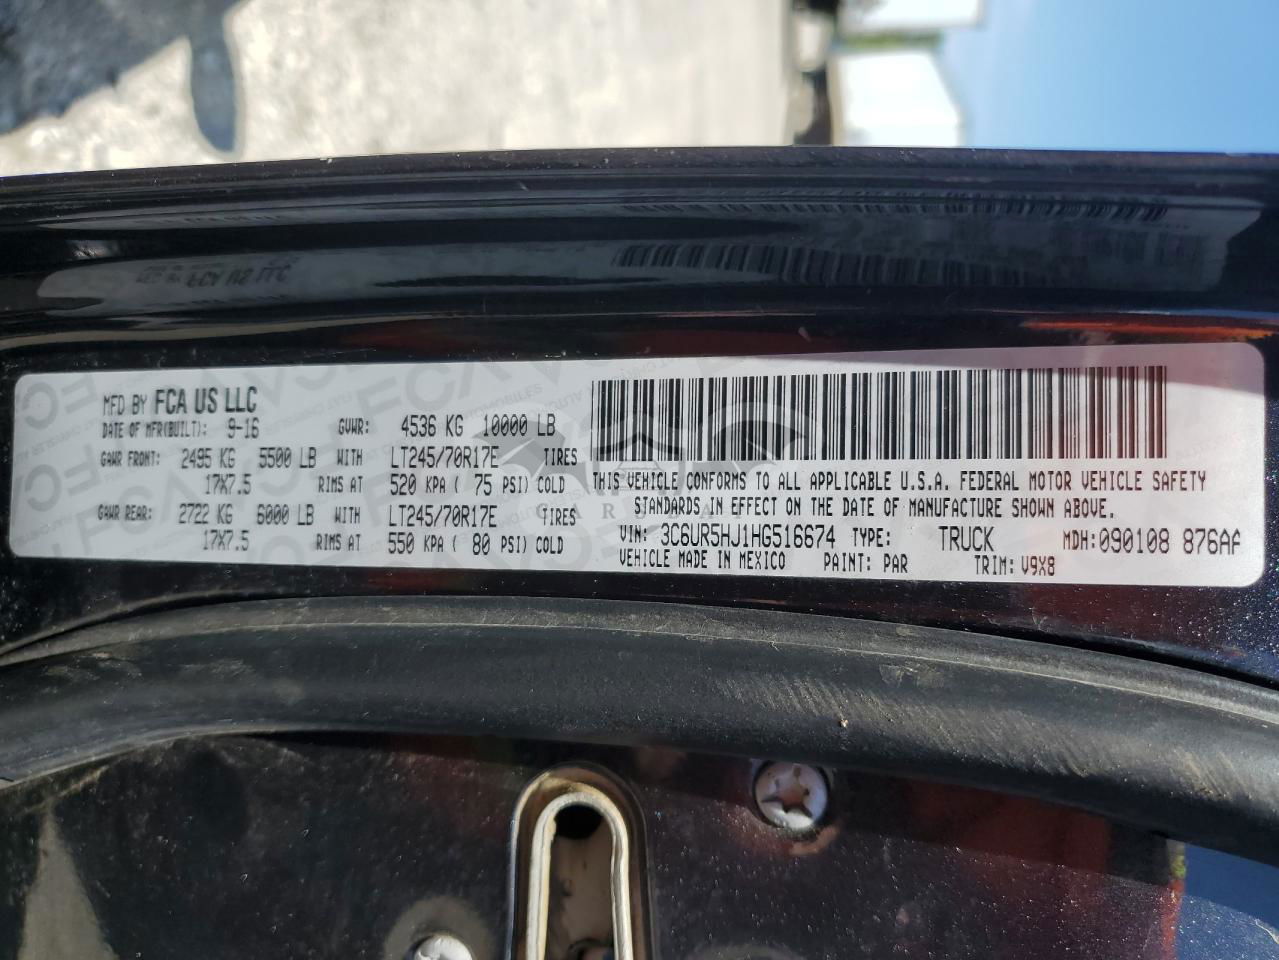 MFD BY FCA US LLC
DATE OF MFR(BUILT): 9-16 GVWR: 4536 KG 10000 LB
GAWR FRONT: 2495 KG 5500 LB WITH LT245/70R17E TIRES
17X7.5 RIMS AT 520 KPA ( 75 PSI) COLD
GAWR REAR: 2722 KG 6000 LB WITH LT245/70R17E TIRES
17X7.5 RIMS AT 550 KPA ( 80 PSI) COLD
THIS VEHICLE CONFORMS TO ALL APPLICABLE U.S.A. FEDERAL MOTOR VEHICLE SAFETY
STANDARDS IN EFFECT ON THE DATE OF MANUFACTURE SHOWN ABOVE.
VIN: 3C6UR5HJ1HG516674 TYPE: TRUCK MDH: 090108 876AA
VEHICLE MADE IN MEXICO PAINT: PAR TRIM: V9X8